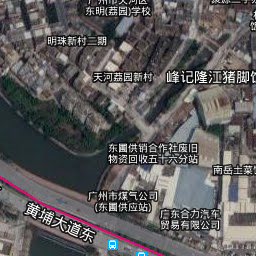 广州市天河区
东明(荔园)学校
明珠新村二期
天河荔园新村
峰记隆江猪脚饭
东圃供销合作社废旧
物资回收五十六分站
南岳土菜馆
广州市煤气公司
(东圃供应站)
黄埔大道东
广东合力汽车
贸易有限公司